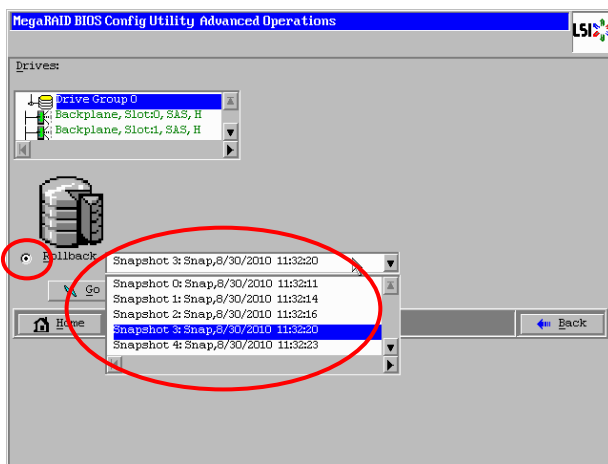 MegaRAID BIOS Config Utility Advanced Operations
LSI
Drives:
Drive Group 0
Backplane, Slot:0, SAS, H
Backplane, Slot:1, SAS, H
Rollback
Snapshot 3: Snap,8/30/2010 11:32:20
Snapshot 0: Snap,8/30/2010 11:32:11
Snapshot 1: Snap,8/30/2010 11:32:14
Snapshot 2: Snap,8/30/2010 11:32:16
Snapshot 3: Snap,8/30/2010 11:32:20
Snapshot 4: Snap,8/30/2010 11:32:23
Go
Home
Back